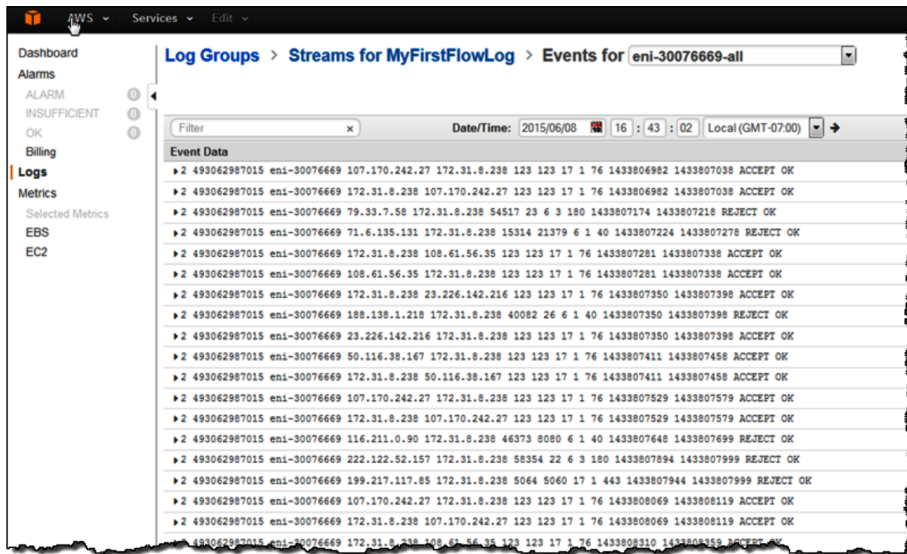 AWS Services Edit
Dashboard
Alarms
ALARM 0
INSUFFICIENT 0
OK 0
Billing
Logs
Metrics
Selected Metrics
EBS
EC2
Log Groups > Streams for MyFirstFlowLog > Events for eni-30076669-all
Filter x Date/Time: 2015/06/08 16 : 43 : 02 Local (GMT-07:00)
Event Data
2 493062987015 eni-30076669 107.170.242.27 172.31.8.238 123 123 17 1 76 1433806982 1433807038 ACCEPT OK
2 493062987015 eni-30076669 172.31.8.238 107.170.242.27 123 123 17 1 76 1433806982 1433807038 ACCEPT OK
2 493062987015 eni-30076669 79.33.7.58 172.31.8.238 54517 23 6 3 180 1433807174 1433807218 REJECT OK
2 493062987015 eni-30076669 71.6.135.131 172.31.8.238 15314 21379 6 1 40 1433807224 1433807278 REJECT OK
2 493062987015 eni-30076669 172.31.8.238 108.61.56.35 123 123 17 1 76 1433807281 1433807338 ACCEPT OK
2 493062987015 eni-30076669 108.61.56.35 172.31.8.238 123 123 17 1 76 1433807281 1433807338 ACCEPT OK
2 493062987015 eni-30076669 172.31.8.238 23.226.142.216 123 123 17 1 76 1433807350 1433807398 ACCEPT OK
2 493062987015 eni-30076669 188.138.1.218 172.31.8.238 40082 26 6 1 40 1433807350 1433807398 REJECT OK
2 493062987015 eni-30076669 23.226.142.216 172.31.8.238 123 123 17 1 76 1433807350 1433807398 ACCEPT OK
2 493062987015 eni-30076669 50.116.38.167 172.31.8.238 123 123 17 1 76 1433807411 1433807458 ACCEPT OK
2 493062987015 eni-30076669 172.31.8.238 50.116.38.167 123 123 17 1 76 1433807411 1433807458 ACCEPT OK
2 493062987015 eni-30076669 107.170.242.27 172.31.8.238 123 123 17 1 76 1433807529 1433807579 ACCEPT OK
2 493062987015 eni-30076669 172.31.8.238 107.170.242.27 123 123 17 1 76 1433807529 1433807579 ACCEPT OK
2 493062987015 eni-30076669 116.211.0.90 172.31.8.238 46373 8080 6 1 40 1433807648 1433807699 REJECT OK
2 493062987015 eni-30076669 222.122.52.157 172.31.8.238 58354 22 6 3 180 1433807894 1433807999 REJECT OK
2 493062987015 eni-30076669 199.217.117.85 172.31.8.238 5064 5060 17 1 443 1433807944 1433807999 REJECT OK
2 493062987015 eni-30076669 107.170.242.27 172.31.8.238 123 123 17 1 76 1433808069 1433808119 ACCEPT OK
2 493062987015 eni-30076669 172.31.8.238 107.170.242.27 123 123 17 1 76 1433808069 1433808119 ACCEPT OK
2 493062987015 eni-30076669 172.31.8.238 108.61.56.35 123 123 17 1 76 1433808310 1433808359 ACCEPT OK